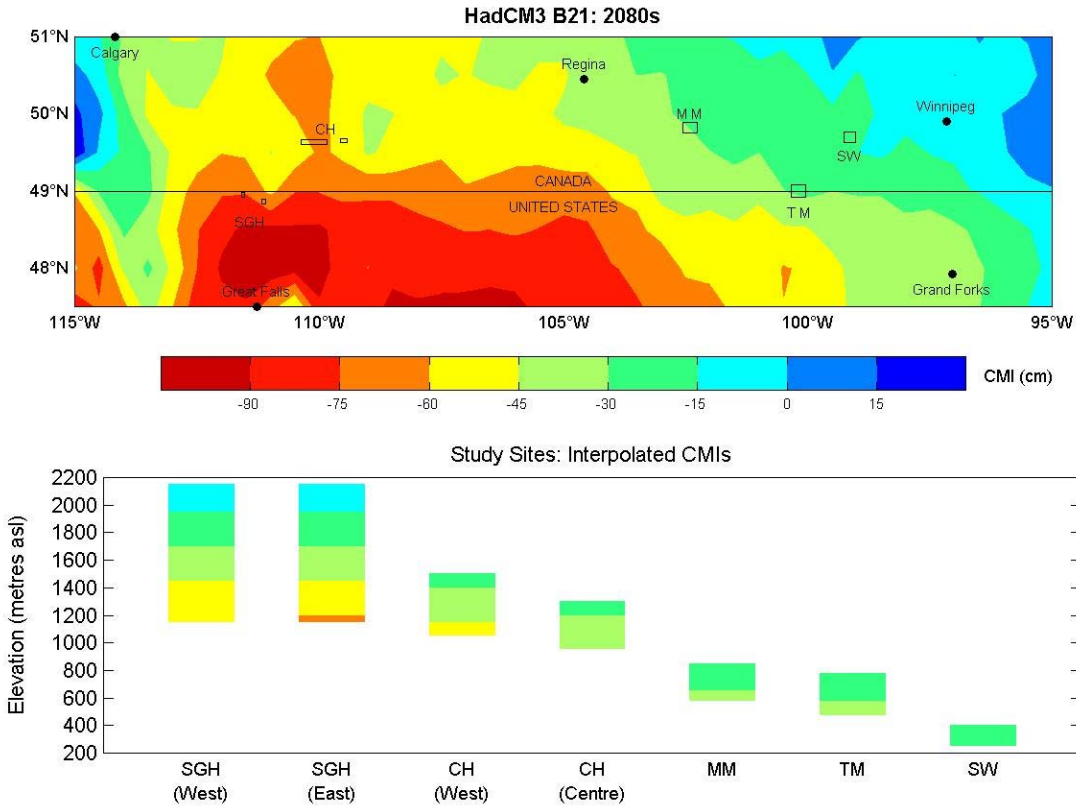 HadCM3 B21: 2080s
51°N
50°N
49°N
48°N
Calgary
Regina
Winnipeg
M M
CH
SW
CANADA
UNITED STATES
T M
SGH
Great Falls
Grand Forks
115°W 110°W 105°W 100°W 95°W
CMI (cm)
-90 -75 -60 -45 -30 -15 0 15
Study Sites: Interpolated CMIs
Elevation (metres asl)
2200
2000
1800
1600
1400
1200
1000
800
600
400
200
SGH SGH CH CH MM TM SW
(West) (East) (West) (Centre)